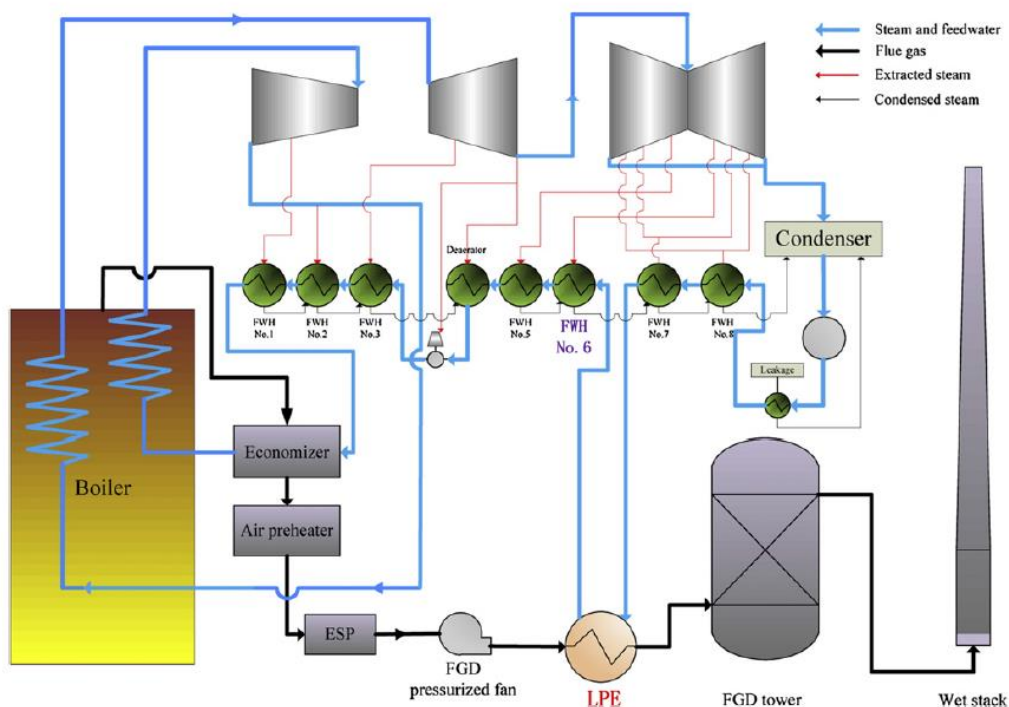 Steam and feedwater
Flue gas
Extracted steam
Condensed steam
Condenser
Deaerator
FWH
No.1
FWH
No.2
FWH
No.3
FWH
No.5
FWH
No. 6
FWH
No.7
FWH
No.8
Leakage
Economizer
Boiler
Air preheater
ESP
FGD
pressurized fan
LPE
FGD tower
Wet stack